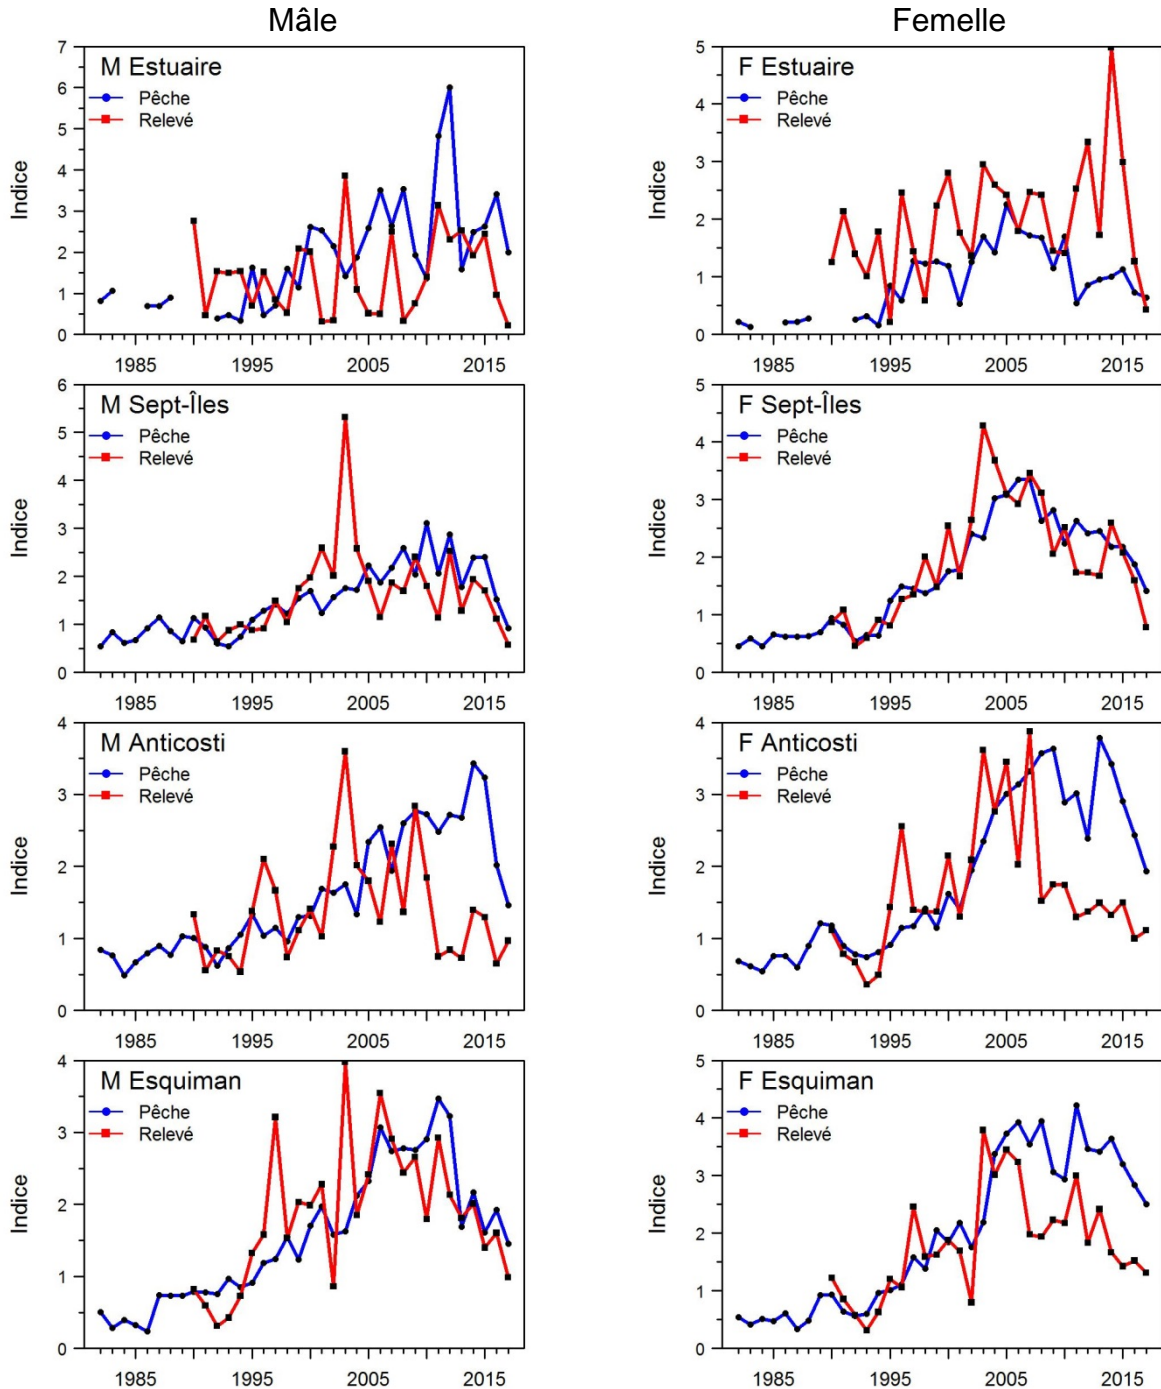 Mâle
Femelle
M Estuaire
Pêche
Relevé
Indice
7
6
5
4
3
2
1
0
1985
1995
2005
2015
F Estuaire
Pêche
Relevé
Indice
5
4
3
2
1
0
1985
1995
2005
2015
M Sept-Îles
Pêche
Relevé
Indice
6
5
4
3
2
1
0
1985
1995
2005
2015
F Sept-Îles
Pêche
Relevé
Indice
5
4
3
2
1
0
1985
1995
2005
2015
M Anticosti
Pêche
Relevé
Indice
4
3
2
1
0
1985
1995
2005
2015
F Anticosti
Pêche
Relevé
Indice
4
3
2
1
0
1985
1995
2005
2015
M Esquiman
Pêche
Relevé
Indice
4
3
2
1
0
1985
1995
2005
2015
F Esquiman
Pêche
Relevé
Indice
5
4
3
2
1
0
1985
1995
2005
2015